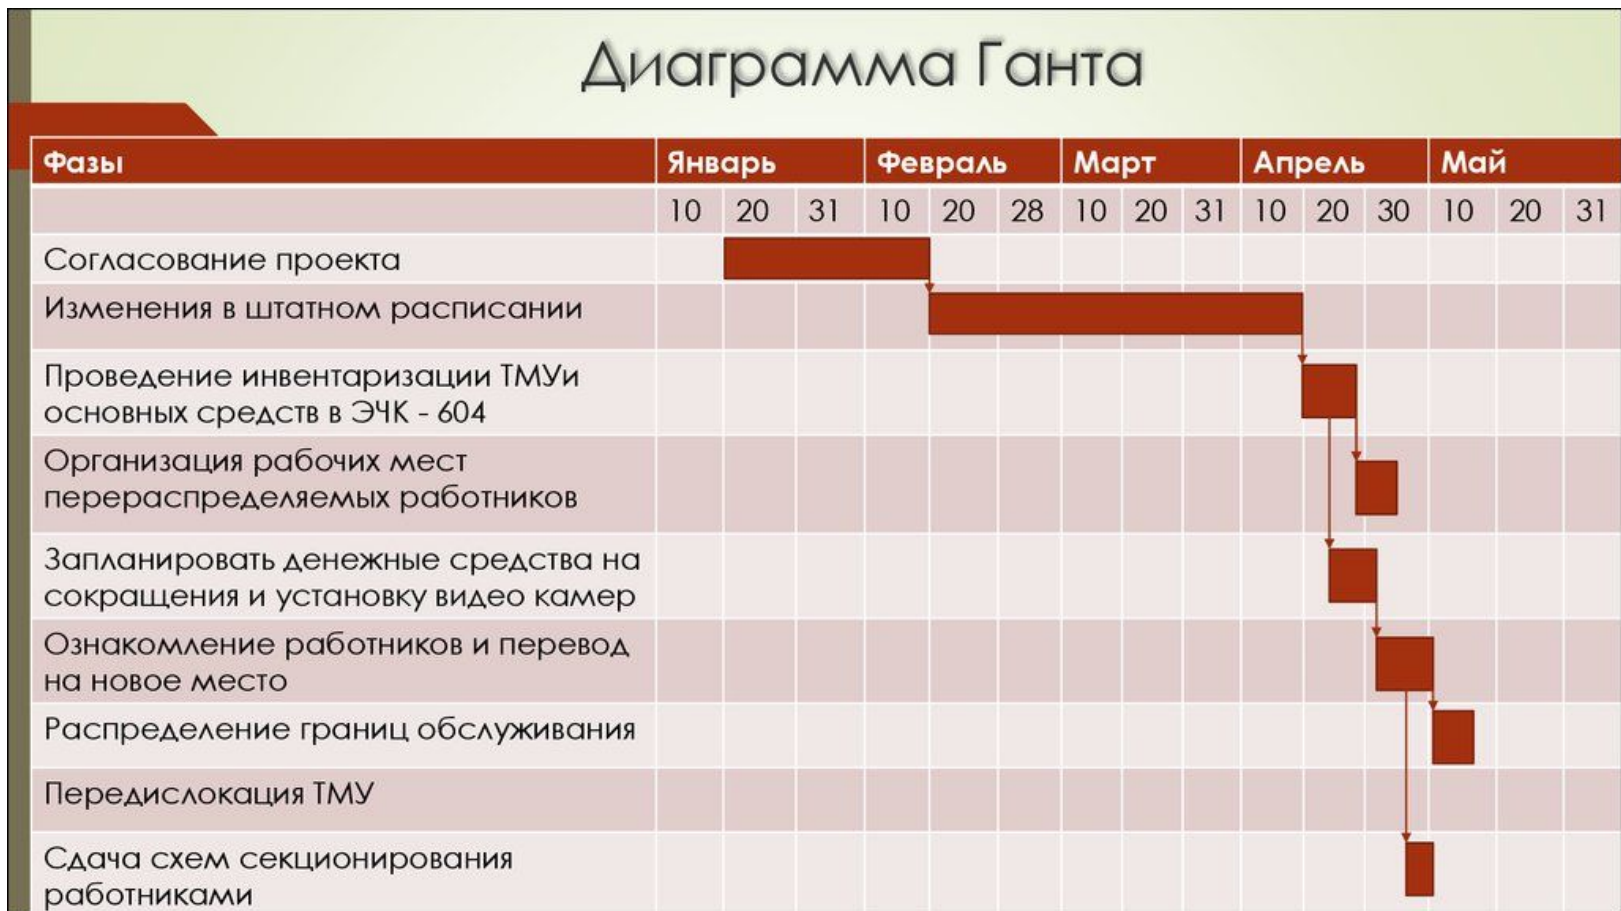 Диаграмма Ганта
Фазы Январь Февраль Март Апрель Май
10 20 31 10 20 28 10 20 31 10 20 30 10 20 31
Согласование проекта
Изменения в штатном расписании
Проведение инвентаризации ТМУи
основных средств в ЭЧК - 604
Организация рабочих мест
перераспределяемых работников
Запланировать денежные средства на
сокращения и установку видео камер
Ознакомление работников и перевод
на новое место
Распределение границ обслуживания
Передислокация ТМУ
Сдача схем секционирования
работниками